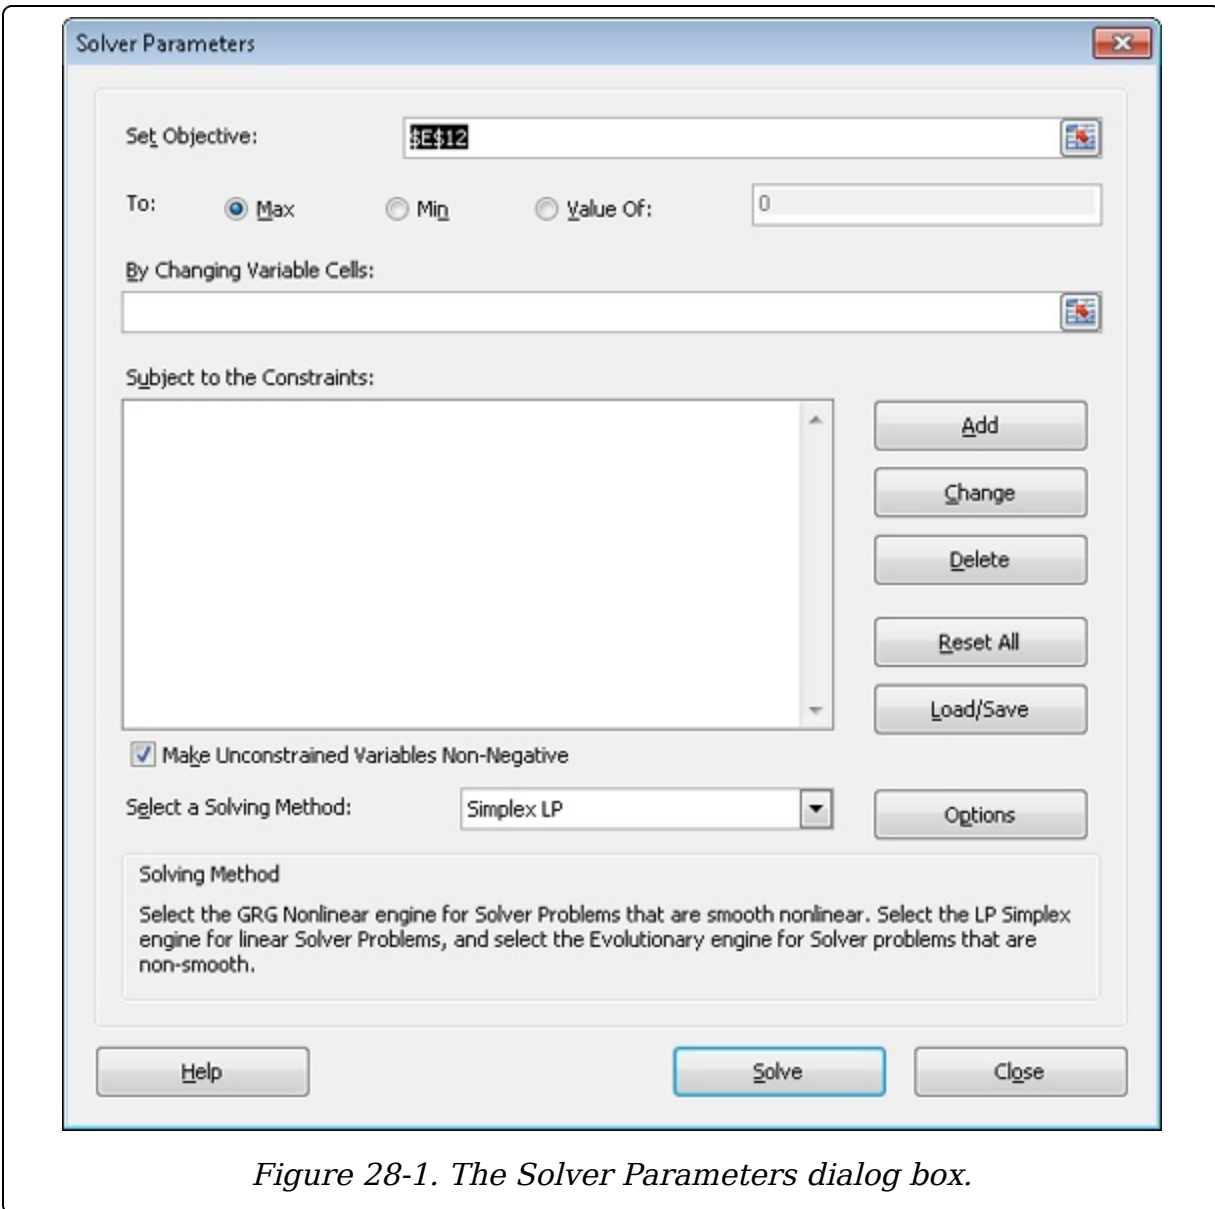 Solver Parameters
Set Objective: $E$12
To: Max Min Value Of: 0
By Changing Variable Cells:
Subject to the Constraints:
Add
Change
Delete
Reset All
Load/Save
Make Unconstrained Variables Non-Negative
Select a Solving Method: Simplex LP Options
Solving Method
Select the GRG Nonlinear engine for Solver Problems that are smooth nonlinear. Select the LP Simplex
engine for linear Solver Problems, and select the Evolutionary engine for Solver problems that are
non-smooth.
Help Solve Close
Figure 28-1. The Solver Parameters dialog box.